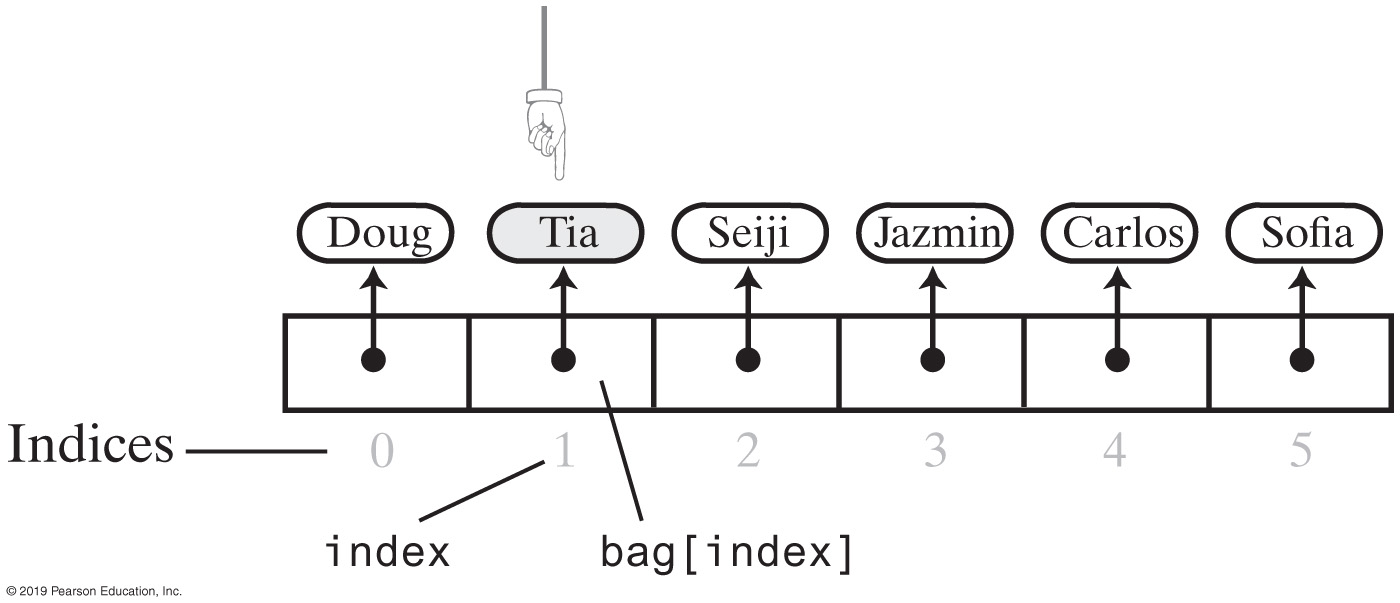 Doug Tia Seiji Jazmin Carlos Sofia
Indices 0 1 2 3 4 5
index bag[index]
© 2019 Pearson Education, Inc.